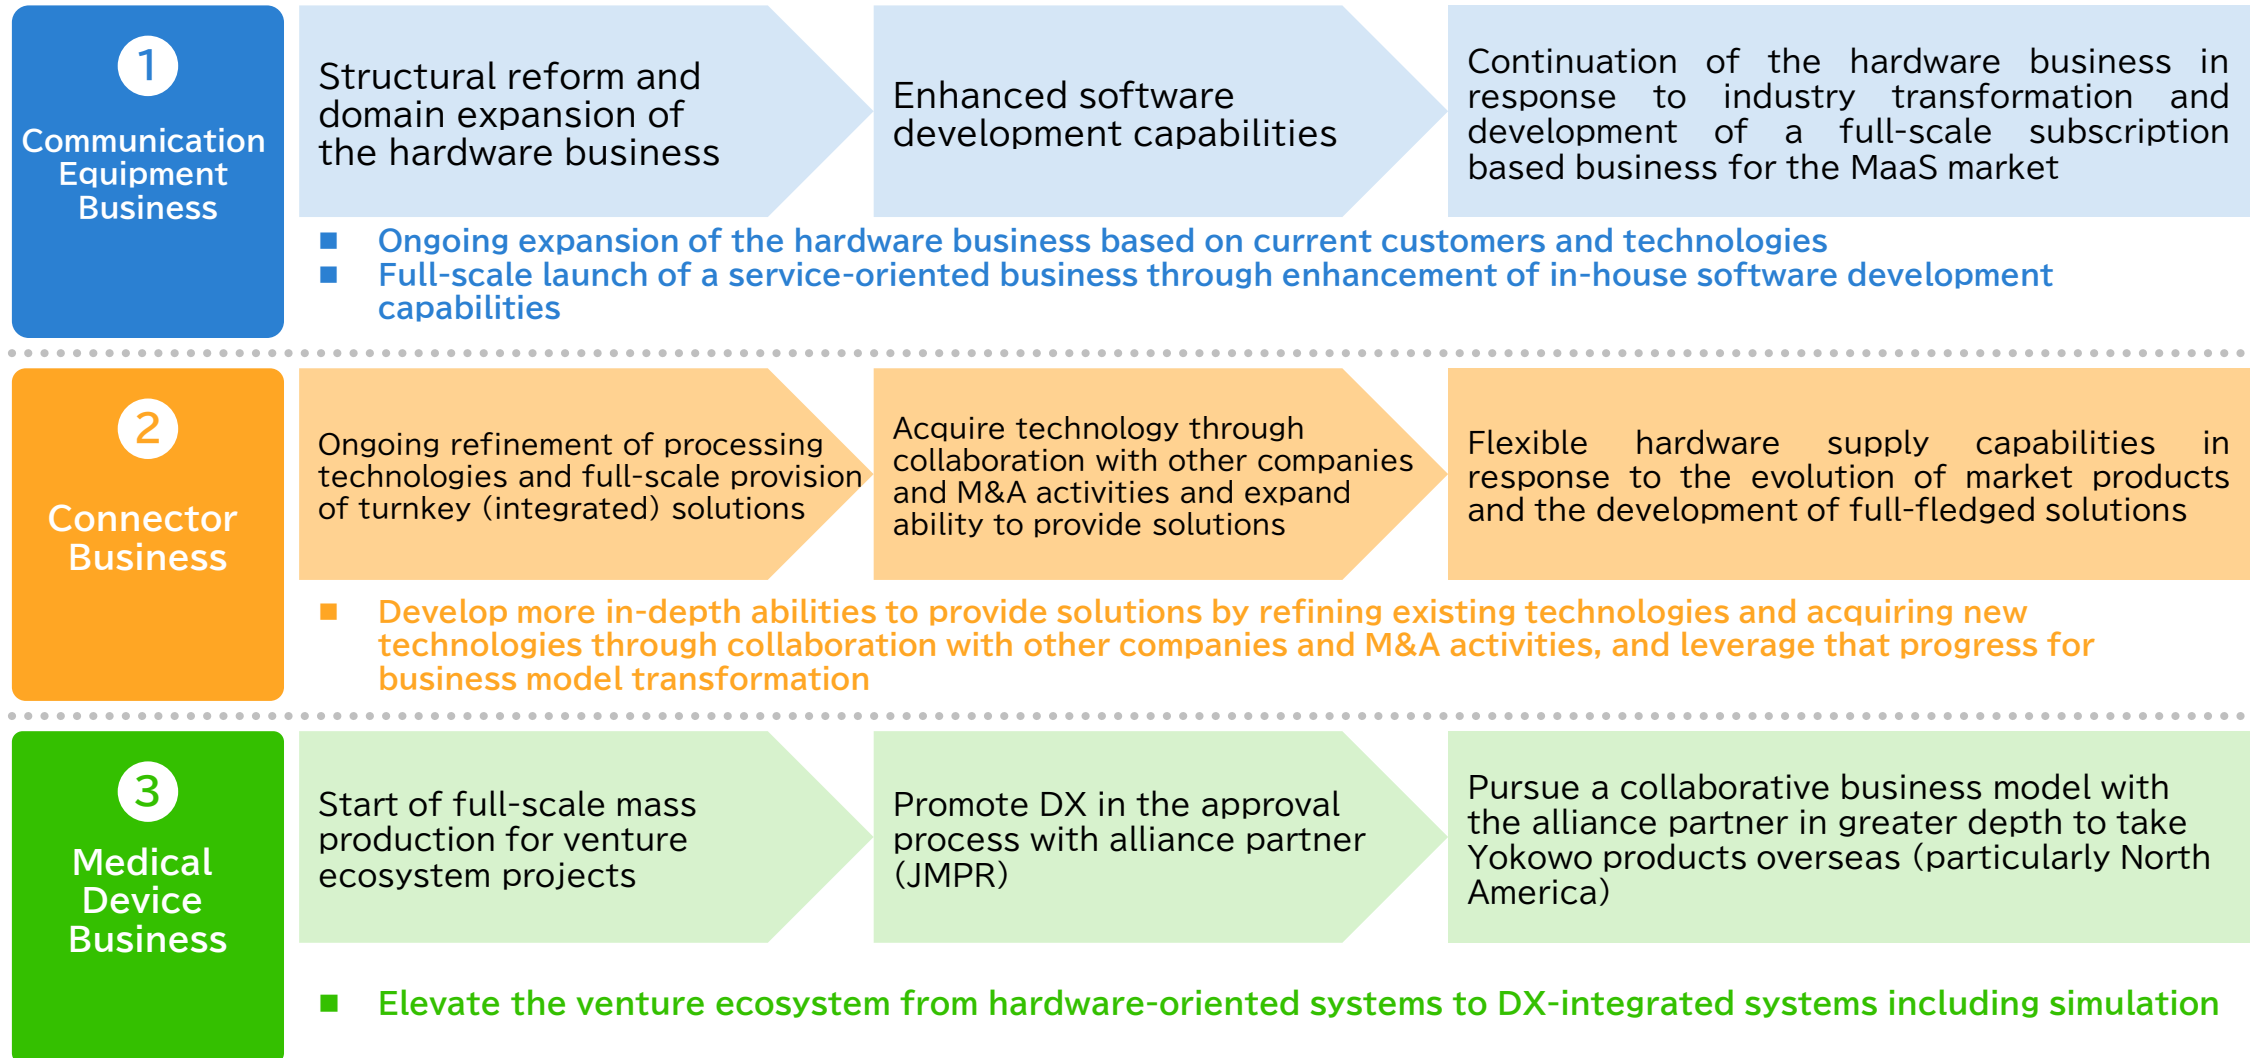 1
Communication
Equipment
Business
Structural reform and
domain expansion of
the hardware business
Enhanced software
development capabilities
Continuation of the hardware business in
response to industry transformation and
development of a full-scale subscription
based business for the MaaS market
■ Ongoing expansion of the hardware business based on current customers and technologies
■ Full-scale launch of a service-oriented business through enhancement of in-house software development
capabilities
2
Connector
Business
Ongoing refinement of processing
technologies and full-scale provision
of turnkey (integrated) solutions
Acquire technology through
collaboration with other companies
and M&A activities and expand
ability to provide solutions
Flexible hardware supply capabilities in
response to the evolution of market products
and the development of full-fledged solutions
■ Develop more in-depth abilities to provide solutions by refining existing technologies and acquiring new
technologies through collaboration with other companies and M&A activities, and leverage that progress for
business model transformation
3
Medical
Device
Business
Start of full-scale mass
production for venture
ecosystem projects
Promote DX in the approval
process with alliance partner
(JMPR)
Pursue a collaborative business model with
the alliance partner in greater depth to take
Yokowo products overseas (particularly North
America)
■ Elevate the venture ecosystem from hardware-oriented systems to DX-integrated systems including simulation